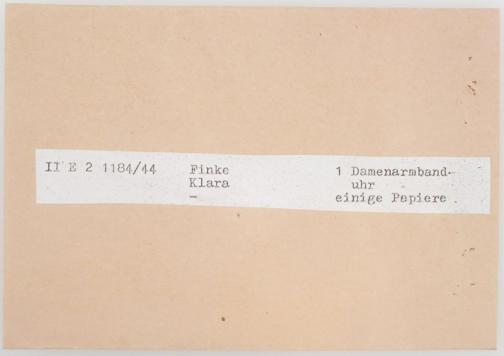 II E 2 1184/44 Finke 1 Damenarmband-
Klara uhr
- einige Papiere